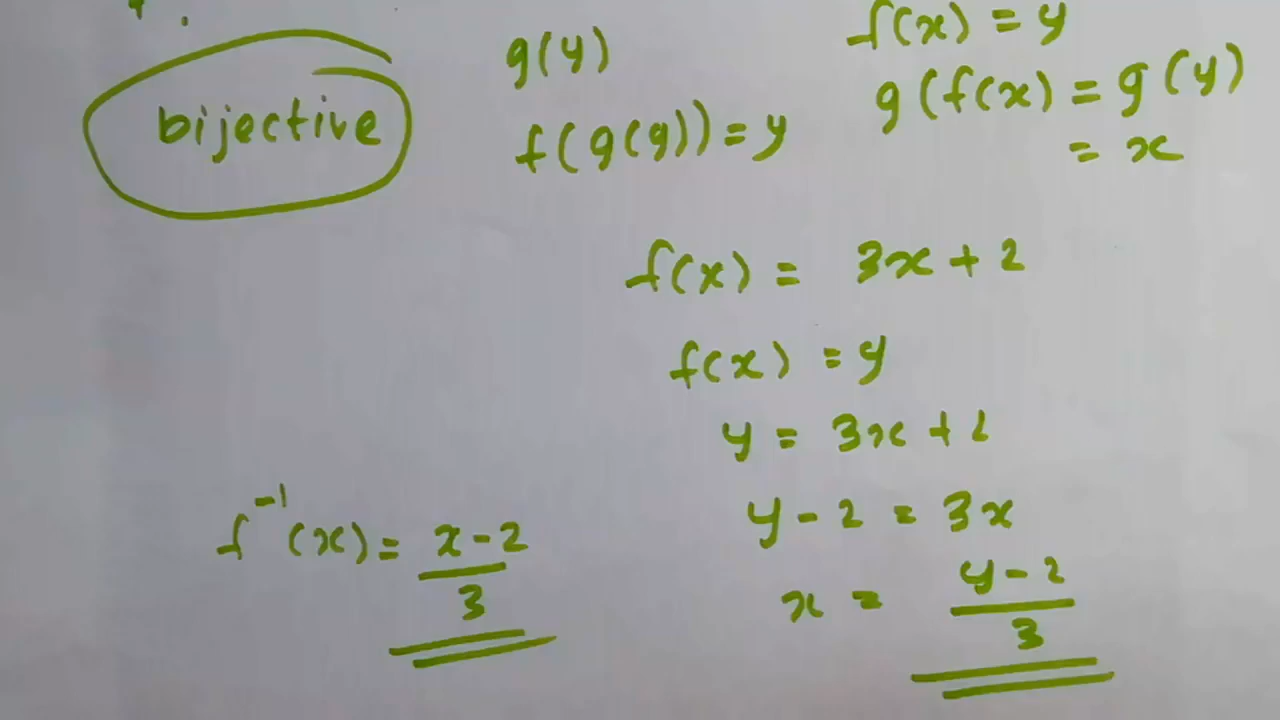 bijective
g(y)
f(g(g)) = y
f(x) = y
g(f(x) = g(y)
= x
f(x) = 3x + 2
f(x) = y
y = 3x + 2
y - 2 = 3x
x = y - 2 / 3
f⁻¹(x) = x - 2 / 3